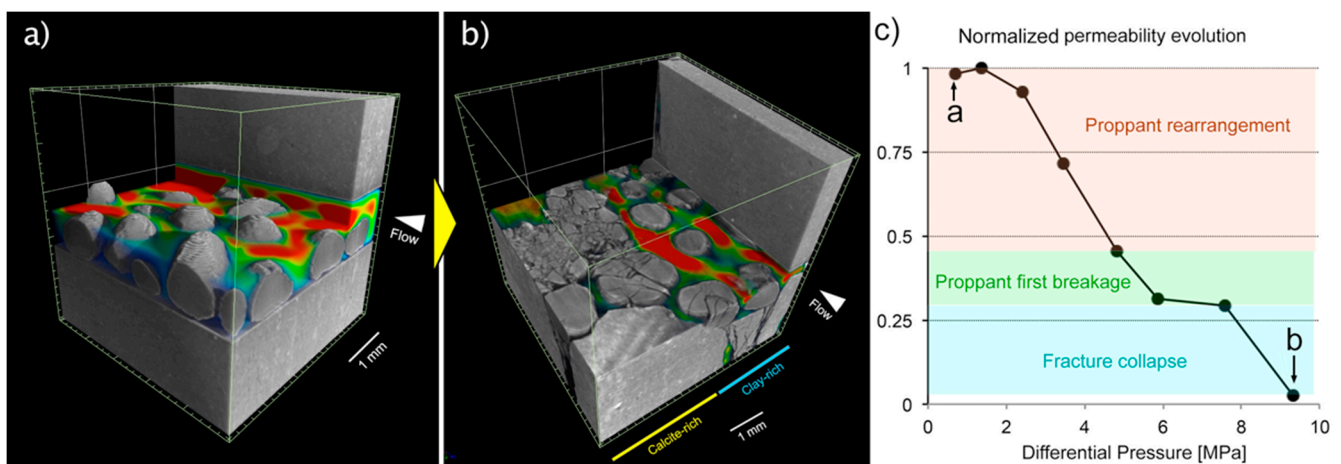 a)
Flow
1 mm
b)
Flow
Calcite-rich
Clay-rich
1 mm
c)
Normalized permeability evolution
1
0.75
0.5
0.25
0
a
Proppant rearrangement
Proppant first breakage
Fracture collapse
b
0 2 4 6 8 10
Differential Pressure [MPa]